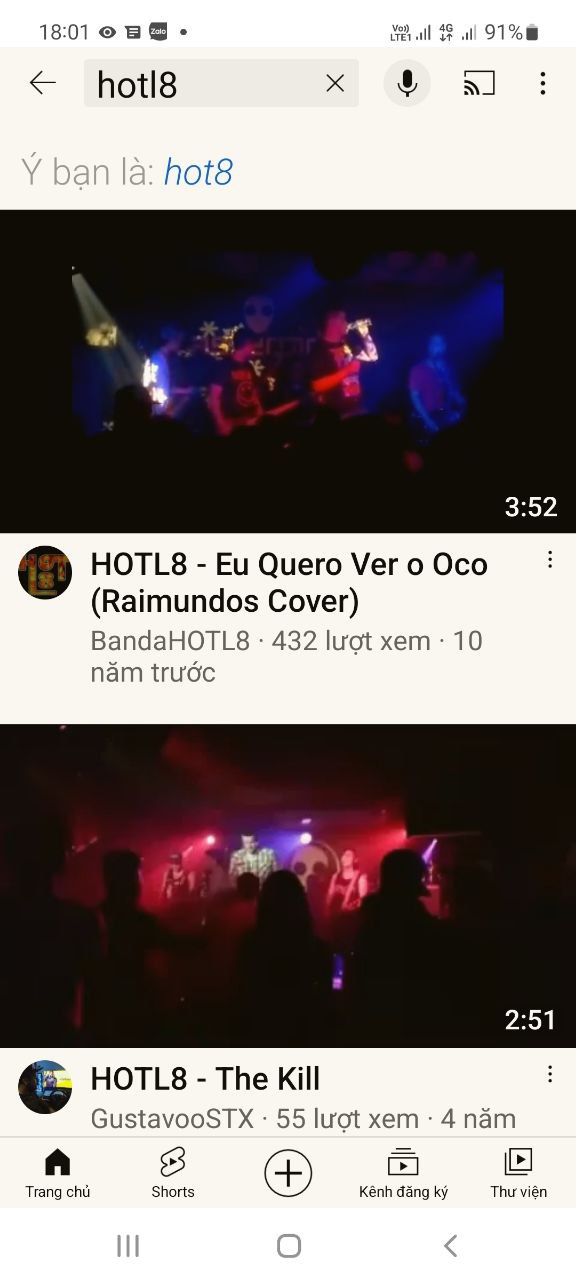 18:01 Zalo Vo)) LTE1 4G 91%
hotl8
Ý bạn là: hot8
3:52
HOTL8 - Eu Quero Ver o Oco
(Raimundos Cover)
BandaHOTL8 · 432 lượt xem · 10
năm trước
2:51
HOTL8 - The Kill
GustavooSTX · 55 lượt xem · 4 năm
Trang chủ
Shorts
Kênh đăng ký
Thư viện